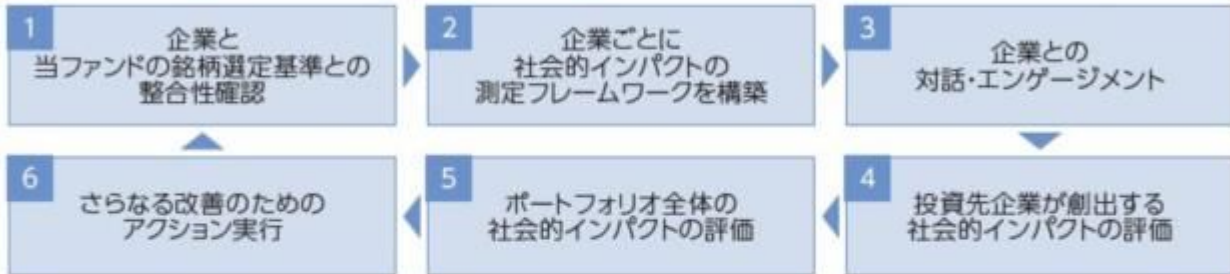 1
企業と
当ファンドの銘柄選定基準との
整合性確認
2
企業ごとに
社会的インパクトの
測定フレームワークを構築
3
企業との
対話・エンゲージメント
4
投資先企業が創出する
社会的インパクトの評価
5
ポートフォリオ全体の
社会的インパクトの評価
6
さらなる改善のための
アクション実行